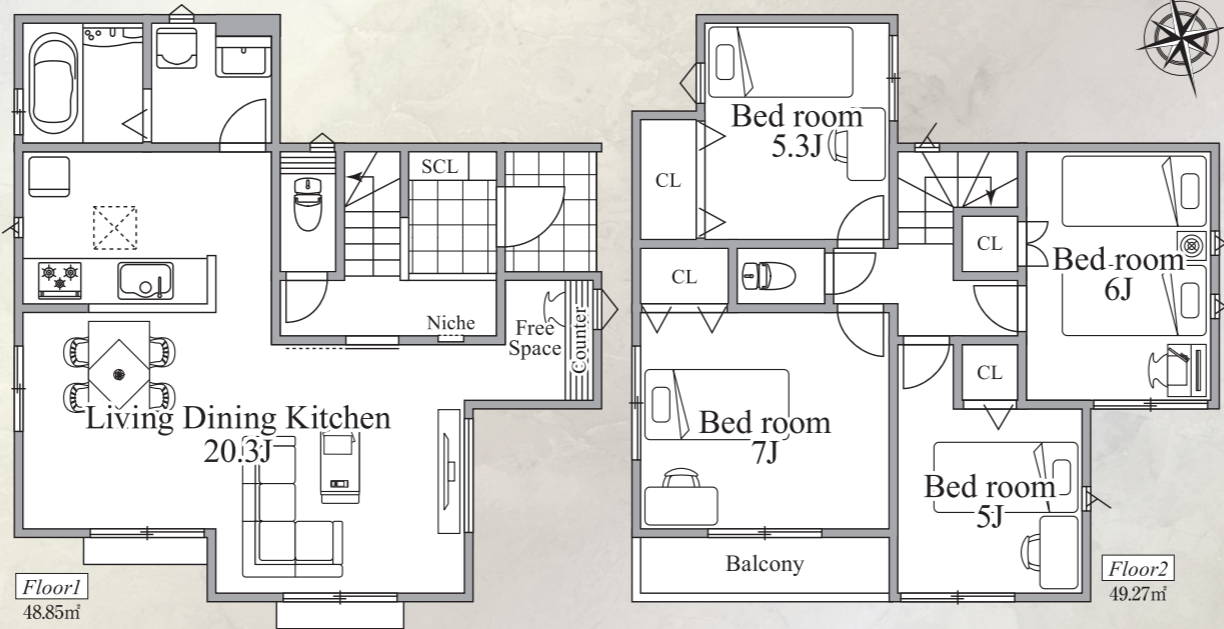 SCL
Niche
Free
Space
Counter
Living Dining Kitchen
20.3J
Floor1
48.85㎡
Bed room
5.3J
CL
CL
CL
Bed room
6J
CL
Bed room
7J
Bed room
5J
Balcony
Floor2
49.27㎡